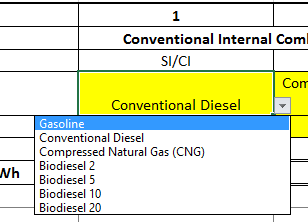 1
Conventional Internal Coml
SI/CI
Com
Conventional Diesel
Gasoline
Conventional Diesel
Compressed Natural Gas (CNG)
Biodiesel 2
Biodiesel 5
Wh
Biodiesel 10
Biodiesel 20